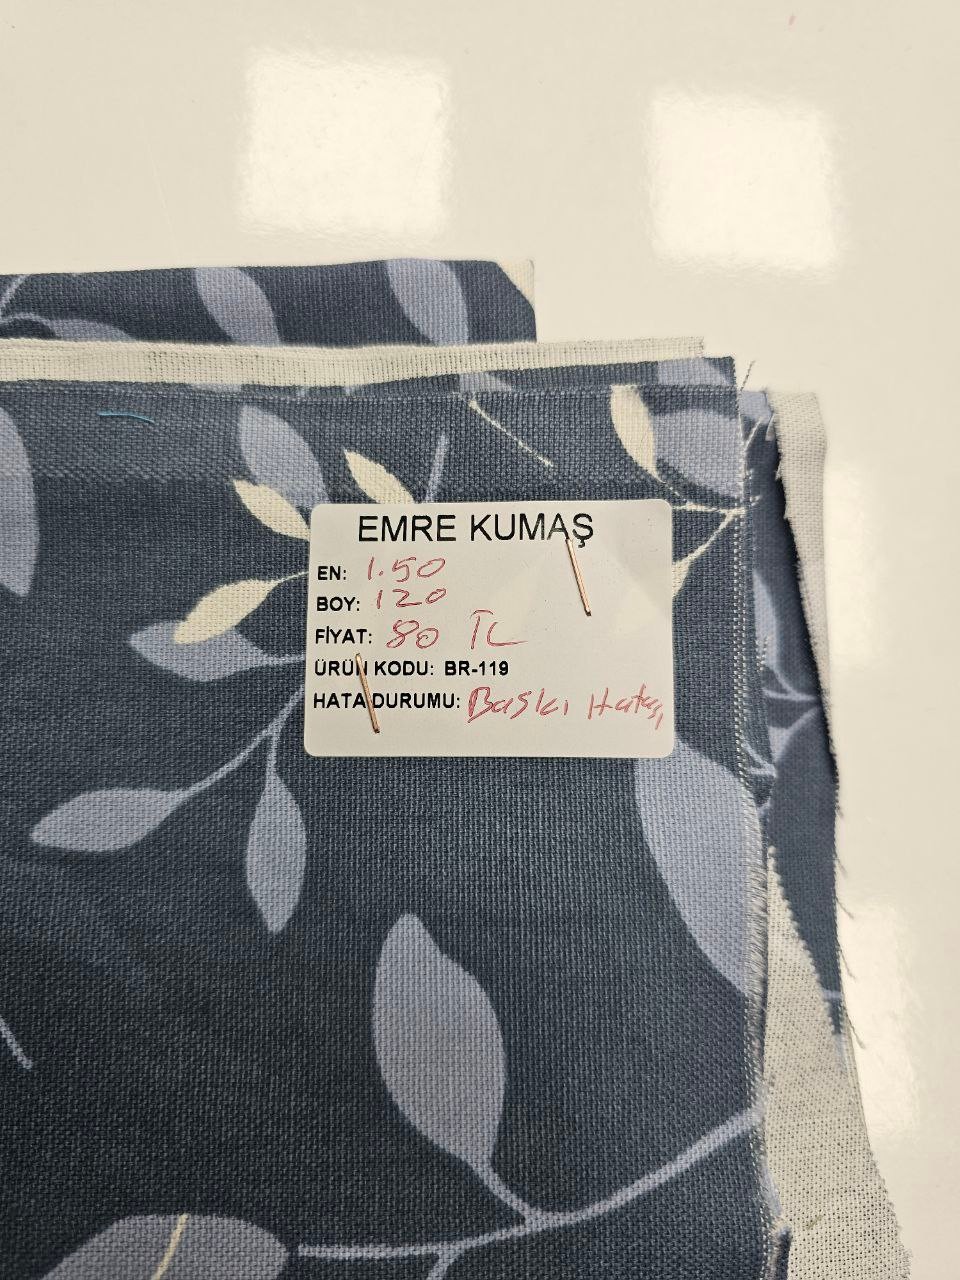 EMRE KUMAŞ
EN: 1.50
BOY: 120
FİYAT: 80 TL
ÜRÜN KODU: BR-119
HATA DURUMU: Baskı Hatası